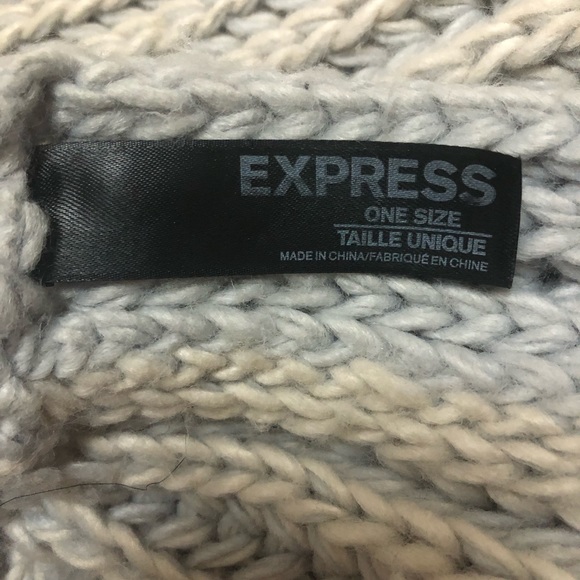 EXPRESS
ONE SIZE
TAILLE UNIQUE
MADE IN CHINA/FABRIQUÉ EN CHINE